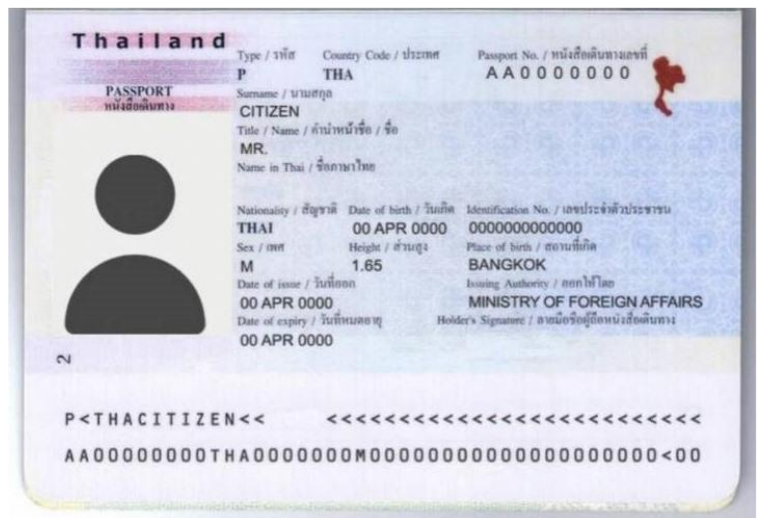 Thailand
Type / รหัส Country Code / ประเทศ Passport No. / หนังสือเดินทางเลขที่
P THA AA0000000
PASSPORT
หนังสือเดินทาง
Surname / นามสกุล
CITIZEN
Title / Name / คำนำหน้าชื่อ / ชื่อ
MR.
Name in Thai / ชื่อภาษาไทย
Nationality / สัญชาติ Date of birth / วันเกิด Identification No. / เลขประจำตัวประชาชน
THAI 00 APR 0000 0000000000000
Sex / เพศ Height / ส่วนสูง Place of birth / สถานที่เกิด
M 1.65 BANGKOK
Date of issue / วันที่ออก Issuing Authority / ออกให้โดย
00 APR 0000 MINISTRY OF FOREIGN AFFAIRS
Date of expiry / วันที่หมดอายุ Holder's Signature / ลายมือชื่อผู้ถือหนังสือเดินทาง
00 APR 0000
2
P<THACITIZEN<< <<<<<<<<<<<<<<<<<<<<<<<<<<
AA00000000THA0000000M00000000000000000000<00